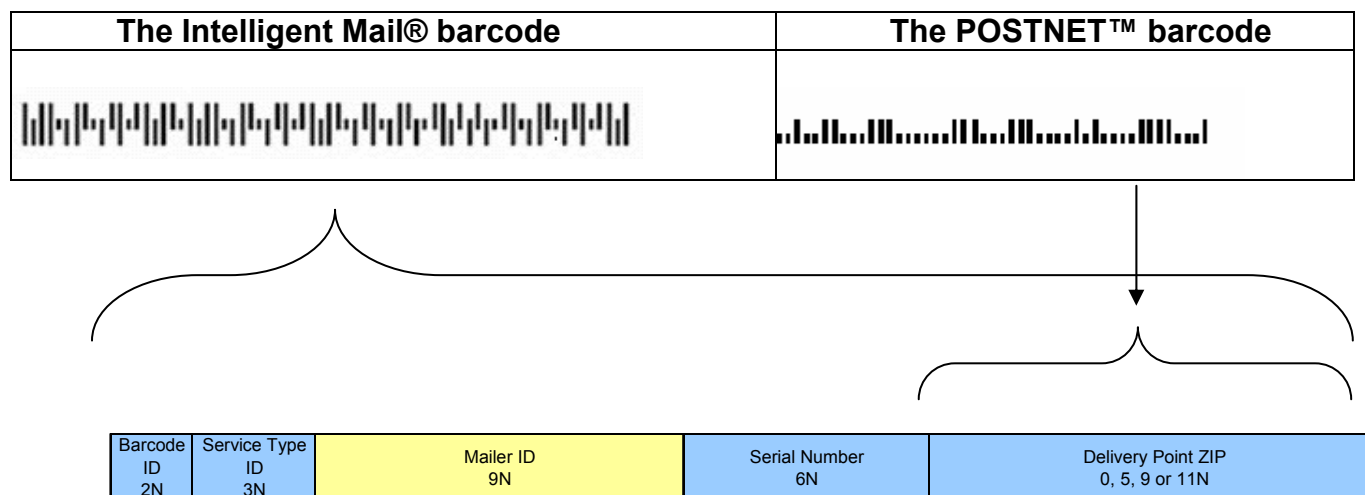 The Intelligent Mail® barcode
The POSTNET™ barcode
Barcode
ID
2N
Service Type
ID
3N
Mailer ID
9N
Serial Number
6N
Delivery Point ZIP
0, 5, 9 or 11N